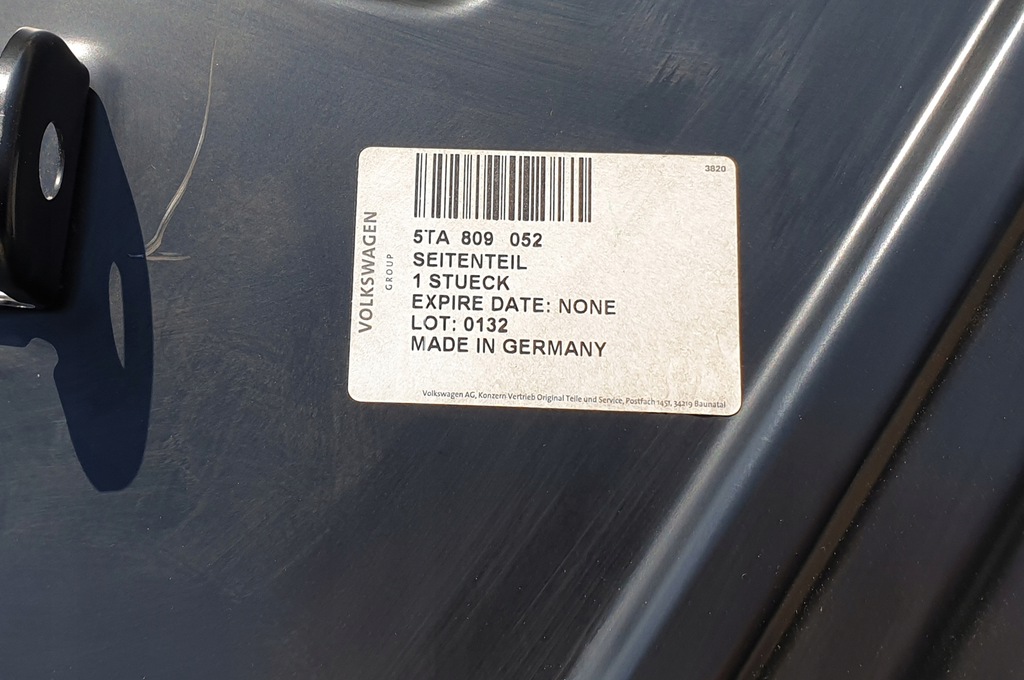 3820
5TA 809 052
SEITENTEIL
1 STUECK
EXPIRE DATE: NONE
LOT: 0132
MADE IN GERMANY
VOLKSWAGEN
GROUP
Volkswagen AG, Konzern Vertrieb Original Teile und Service, Postfach 1451, 34219 Baunatal